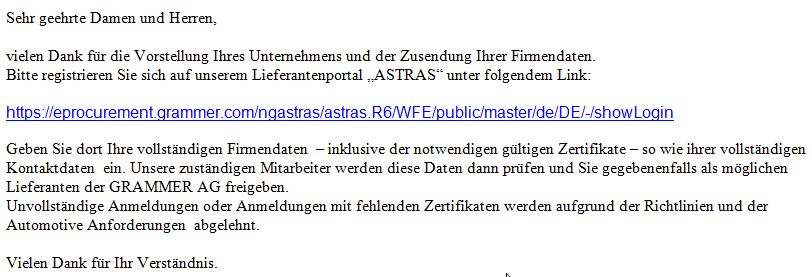 Sehr geehrte Damen und Herren,
vielen Dank für die Vorstellung Ihres Unternehmens und der Zusendung Ihrer Firmendaten.
Bitte registrieren Sie sich auf unserem Lieferantenportal „ASTRAS“ unter folgendem Link:
https://eprocurement.grammer.com/ngastras/astras.R6/WFE/public/master/de/DE/-/showLogin
Geben Sie dort Ihre vollständigen Firmendaten – inklusive der notwendigen gültigen Zertifikate – so wie ihrer vollständigen
Kontaktdaten ein. Unsere zuständigen Mitarbeiter werden diese Daten dann prüfen und Sie gegebenenfalls als möglichen
Lieferanten der GRAMMER AG freigeben.
Unvollständige Anmeldungen oder Anmeldungen mit fehlenden Zertifikaten werden aufgrund der Richtlinien und der
Automotive Anforderungen abgelehnt.
Vielen Dank für Ihr Verständnis.